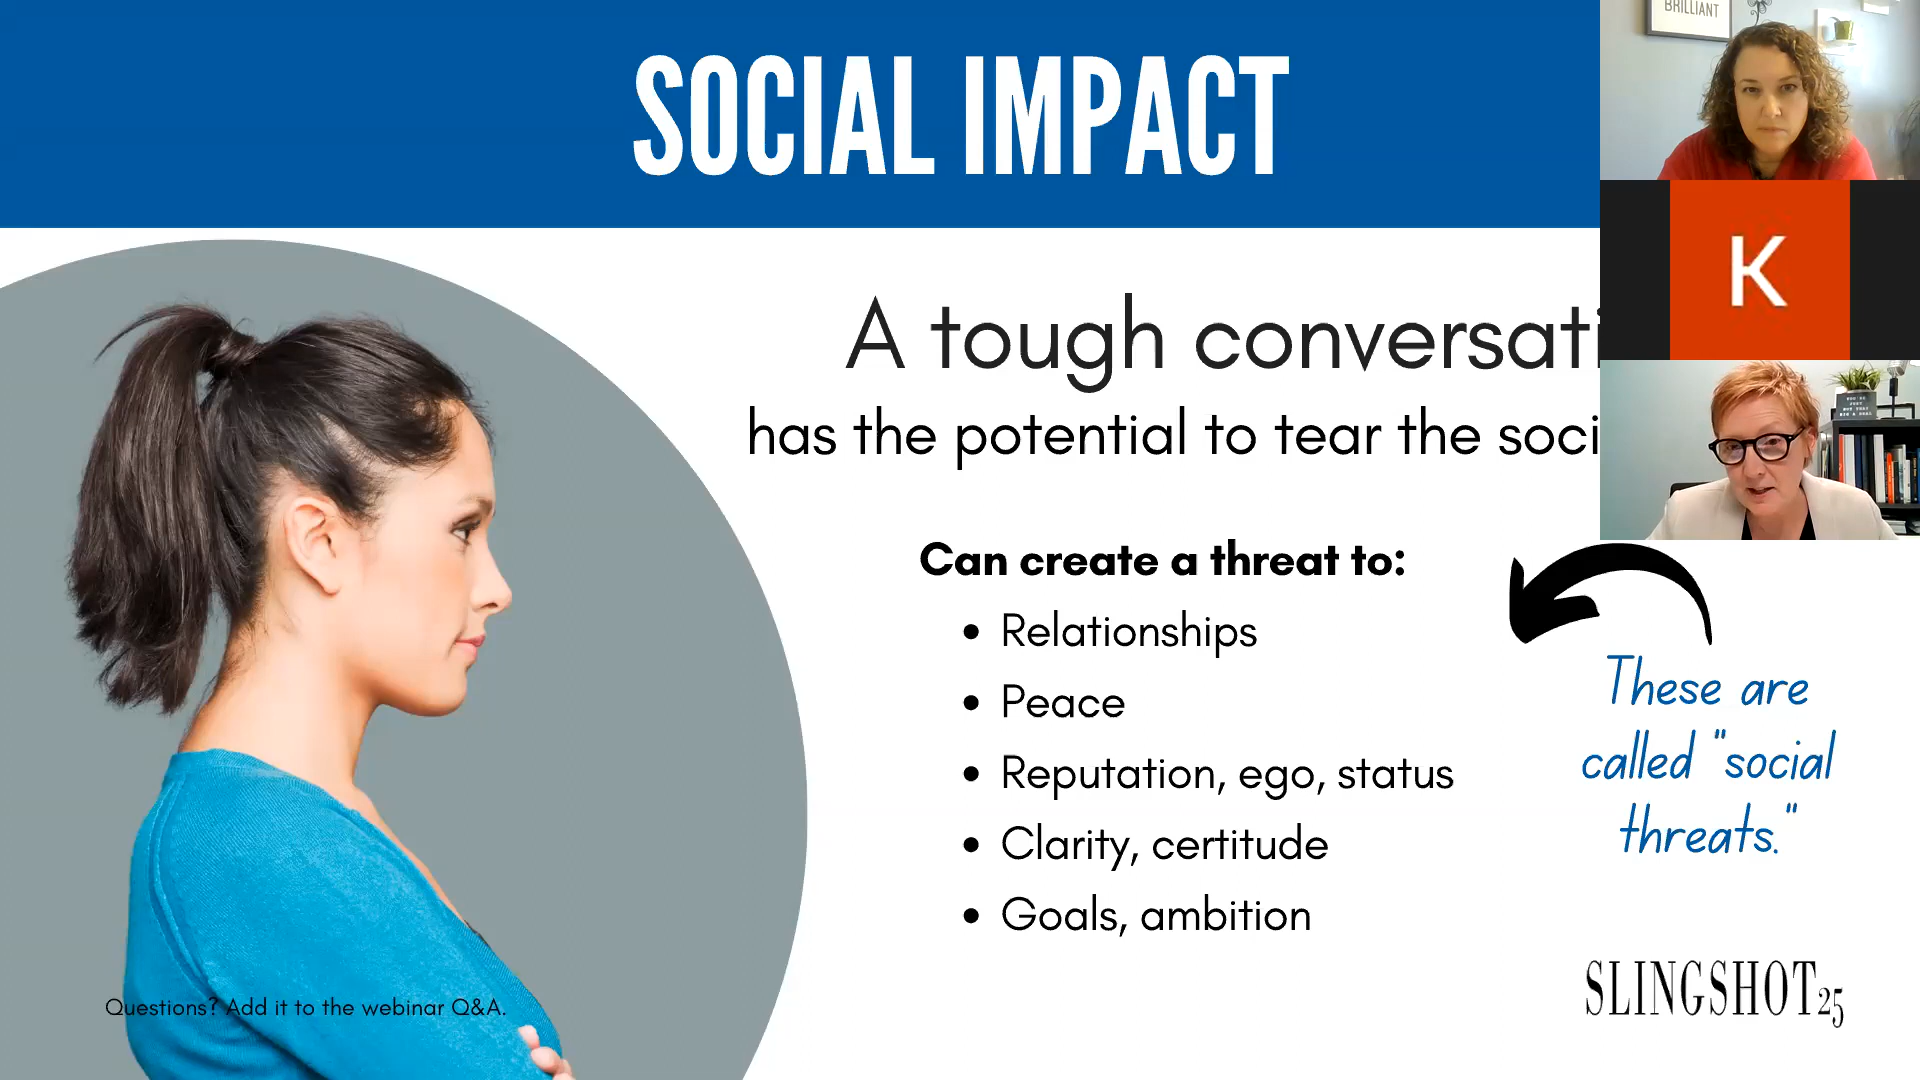 SOCIAL IMPACT
BRILLIANT
K
A tough conversati
has the potential to tear the soci
Can create a threat to:
• Relationships
• Peace
• Reputation, ego, status
• Clarity, certitude
• Goals, ambition
These are
called "social
threats."
Questions? Add it to the webinar Q&A.
SLINGSHOT25